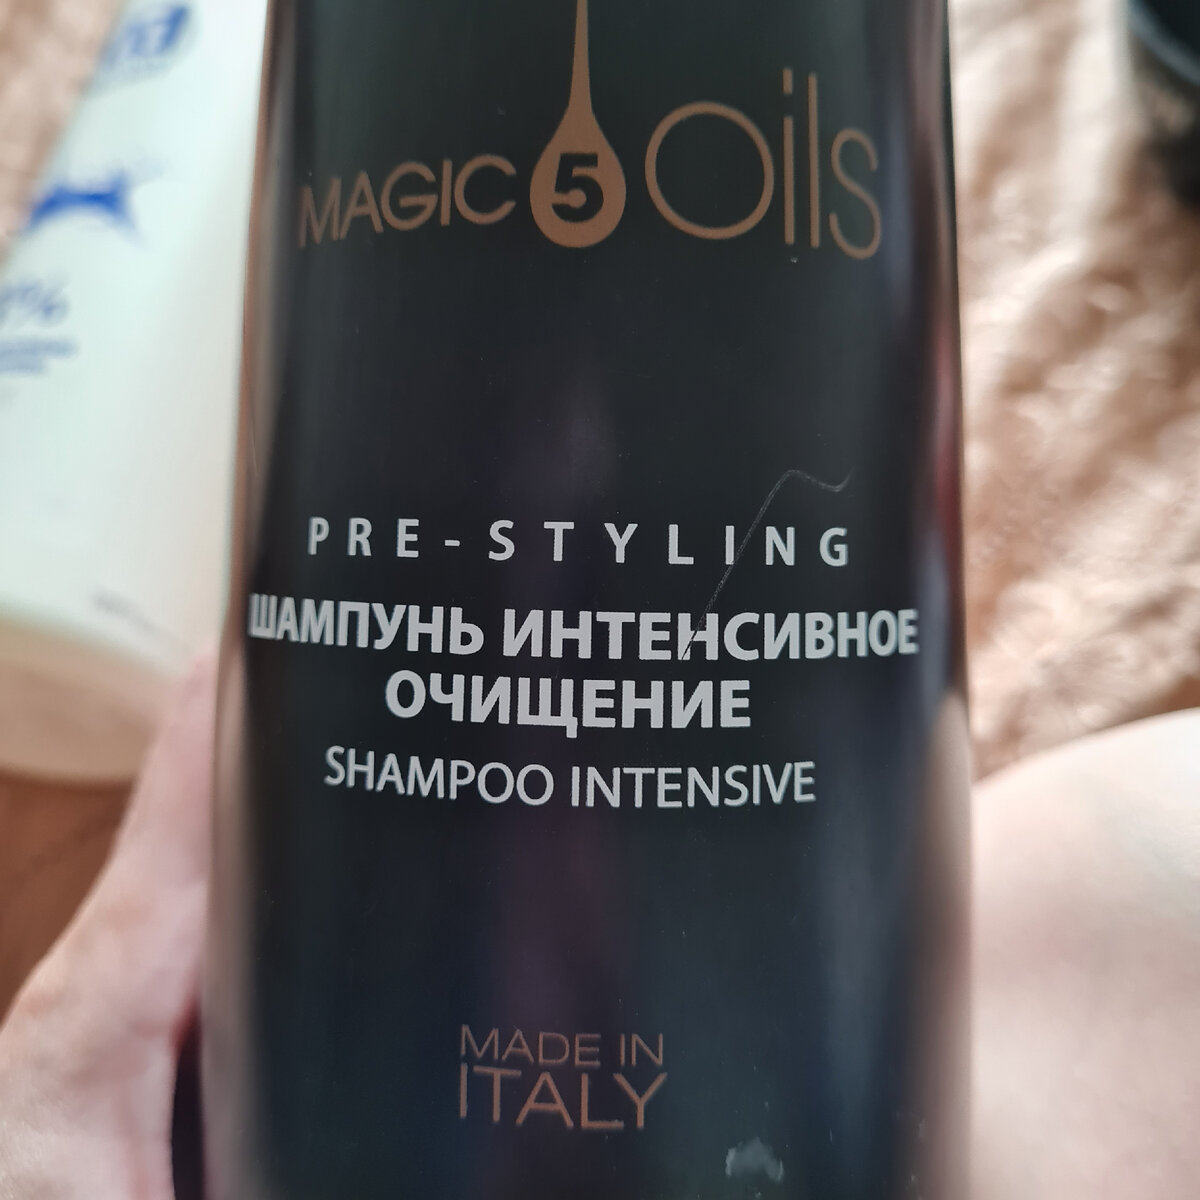 MAGIC 5 Oils
PRE-STYLING
ШАМПУНЬ ИНТЕНСИВНОЕ
ОЧИЩЕНИЕ
SHAMPOO INTENSIVE
MADE IN
ITALY